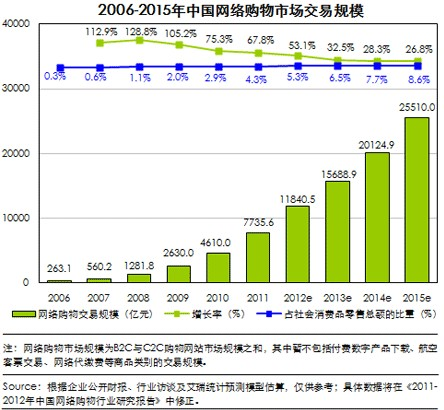 2006-2015年中国网络购物市场交易规模
40000
30000
20000
10000
0
112.9% 128.8% 105.2% 75.3% 67.8% 53.1% 32.5% 28.3% 26.8%
0.3% 0.6% 1.1% 2.0% 2.9% 4.3% 5.3% 6.5% 7.7% 8.6%
263.1 560.2 1281.8 2630.0 4610.0 7735.6 11840.5 15688.9 20124.9 25510.0
2006 2007 2008 2009 2010 2011 2012e 2013e 2014e 2015e
网络购物交易规模（亿元） 增长率（%） 占社会消费品零售总额的比重（%）
注：网络购物市场规模为B2C与C2C购物网站市场规模之和，其中暂不包括付费数字产品下载、航空
客票交易、网络代缴费等商品类别的交易规模。
Source：根据企业公开财报、行业访谈及艾瑞统计预测模型估算，仅供参考；具体数据将在《2011-
2012年中国网络购物行业研究报告》中修正。